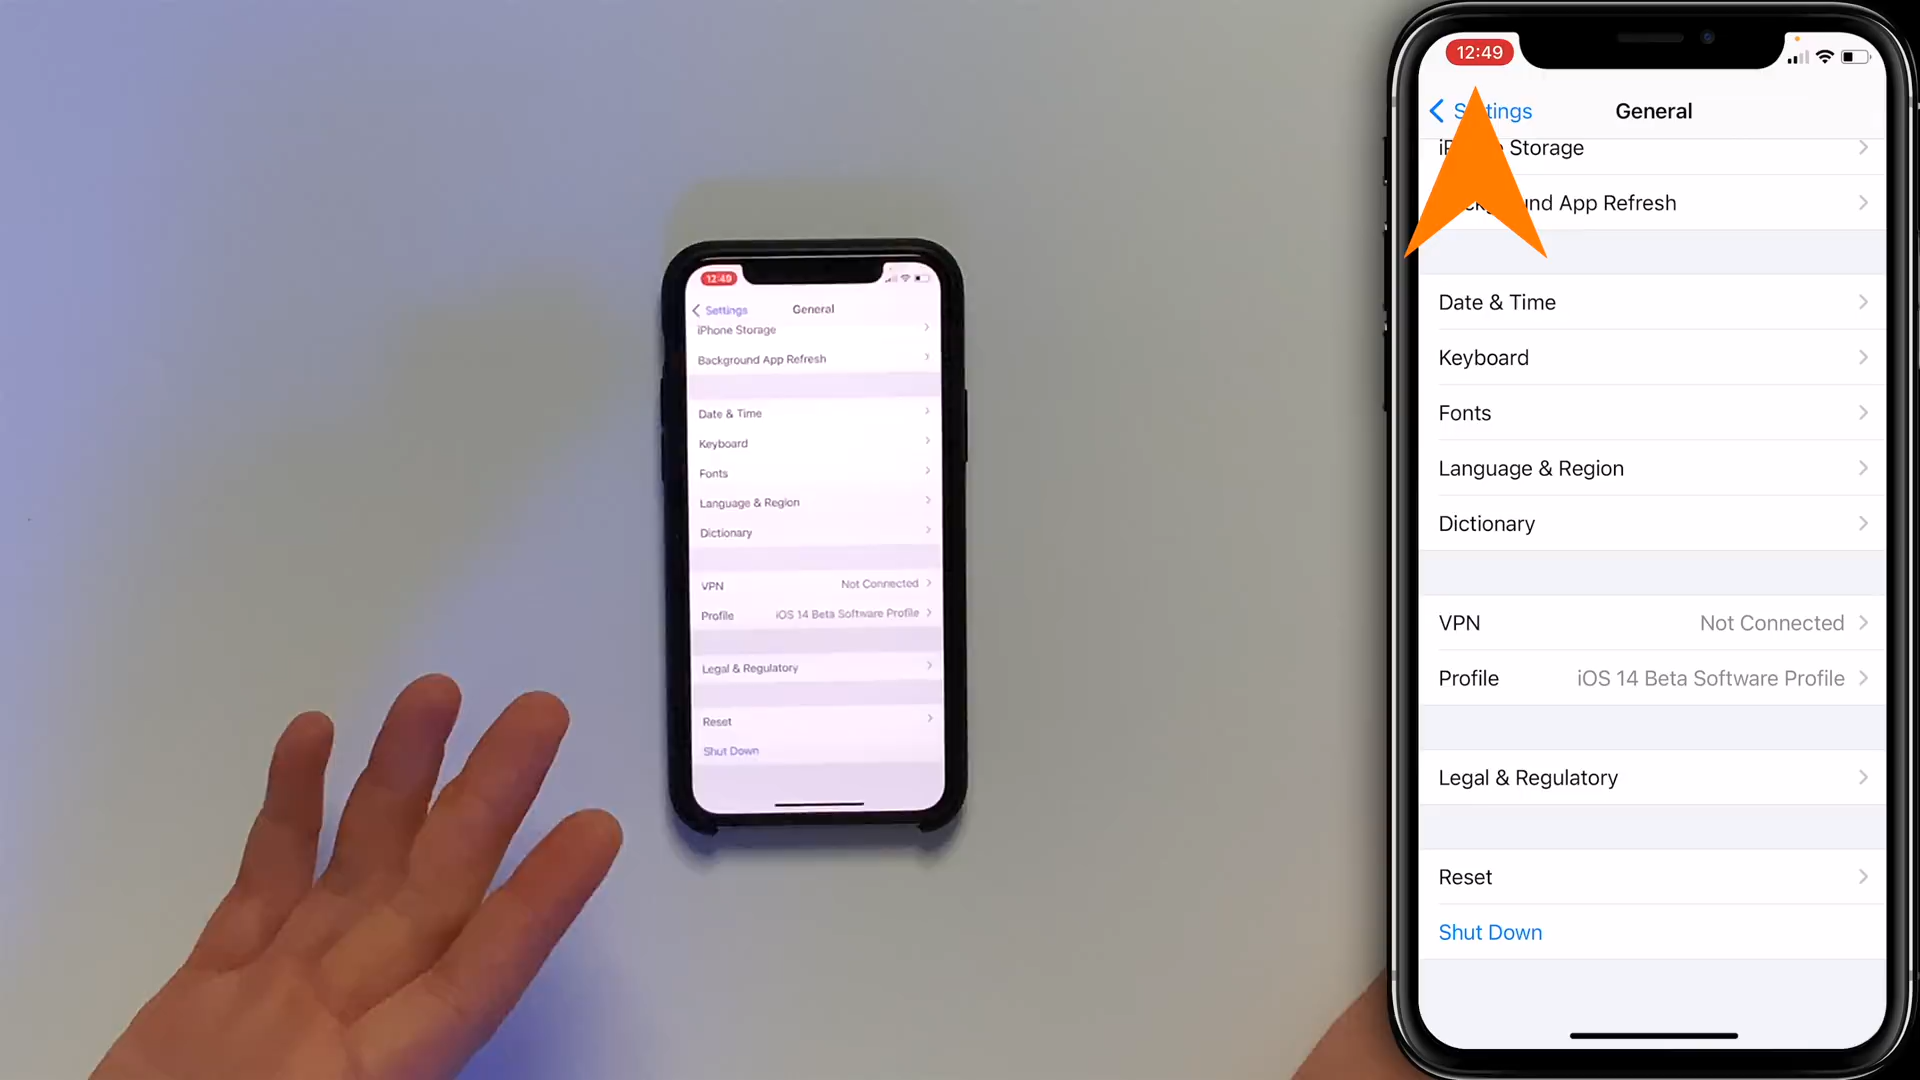 12:49
Settings
General
iPhone Storage
Background App Refresh
Date & Time
Keyboard
Fonts
Language & Region
Dictionary
VPN
Not Connected
Profile
iOS 14 Beta Software Profile
Legal & Regulatory
Reset
Shut Down
12:49
Settings
General
iPhone Storage
Background App Refresh
Date & Time
Keyboard
Fonts
Language & Region
Dictionary
VPN
Not Connected
Profile
iOS 14 Beta Software Profile
Legal & Regulatory
Reset
Shut Down